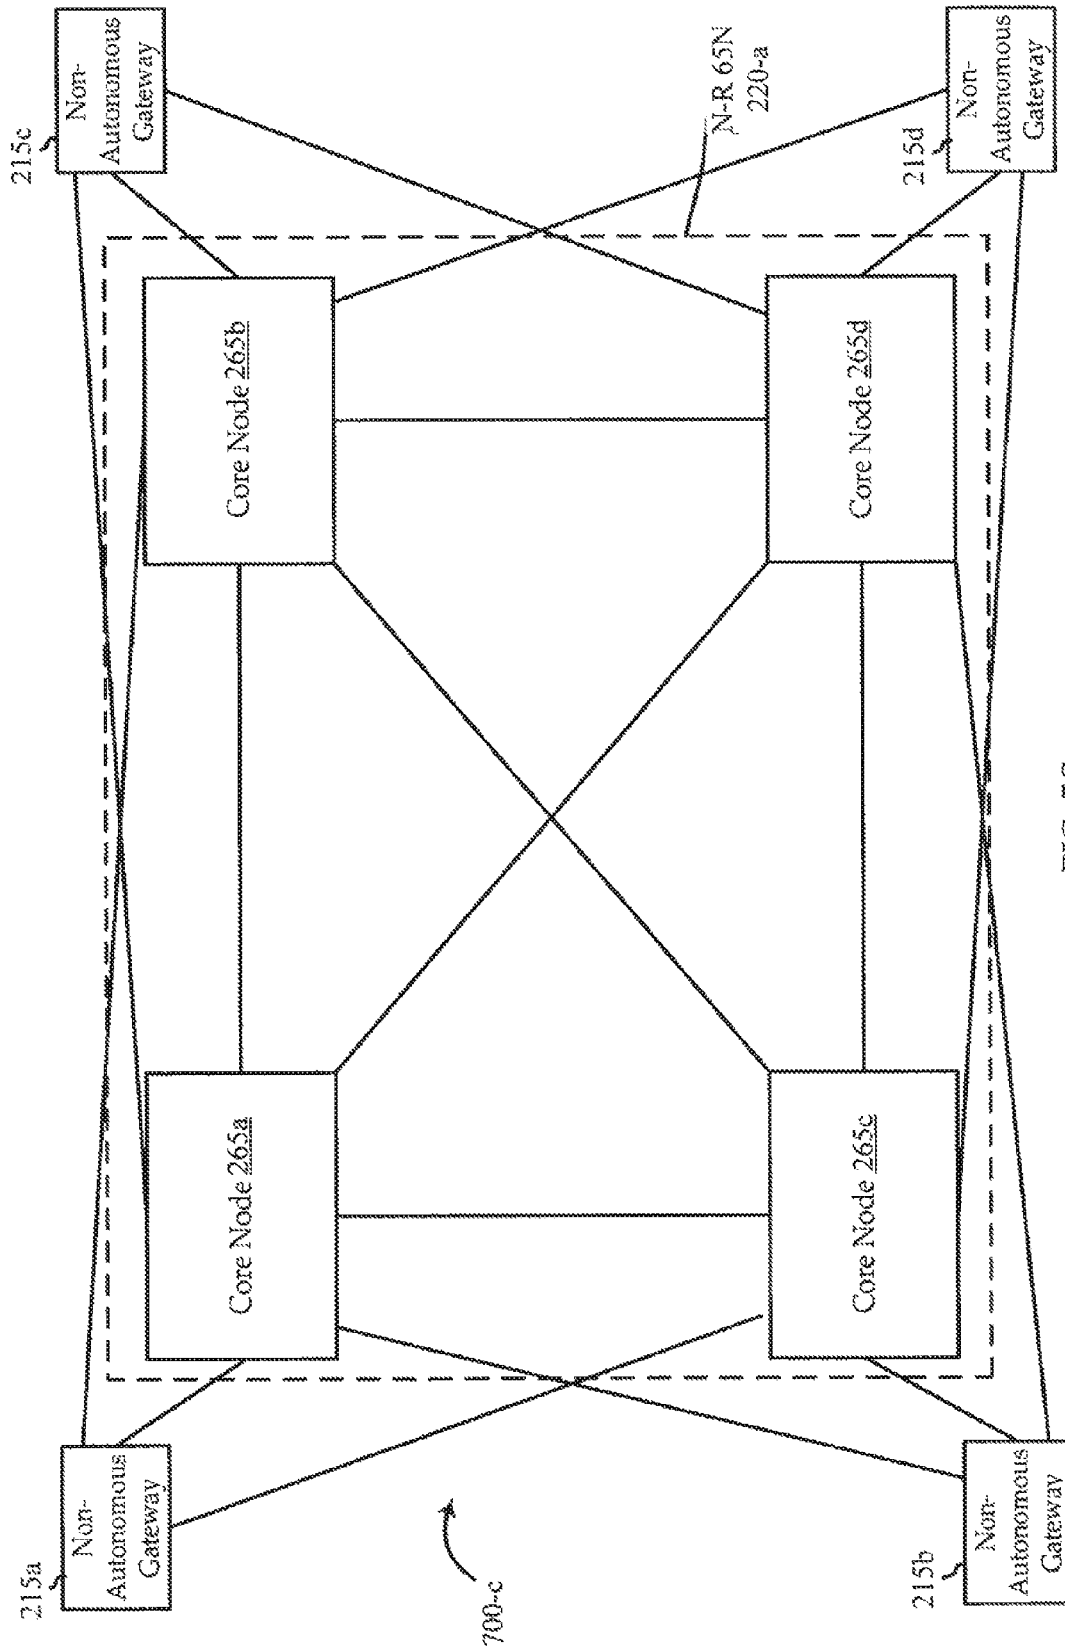 215a
Non-
Autonomous
Gateway
215c
Non-
Autonomous
Gateway
Core Node 265a
Core Node 265b
N-R 65N
220-a
700-c
Core Node 265c
Core Node 265d
215b
Non-
Autonomous
Gateway
215d
Non-
Autonomous
Gateway